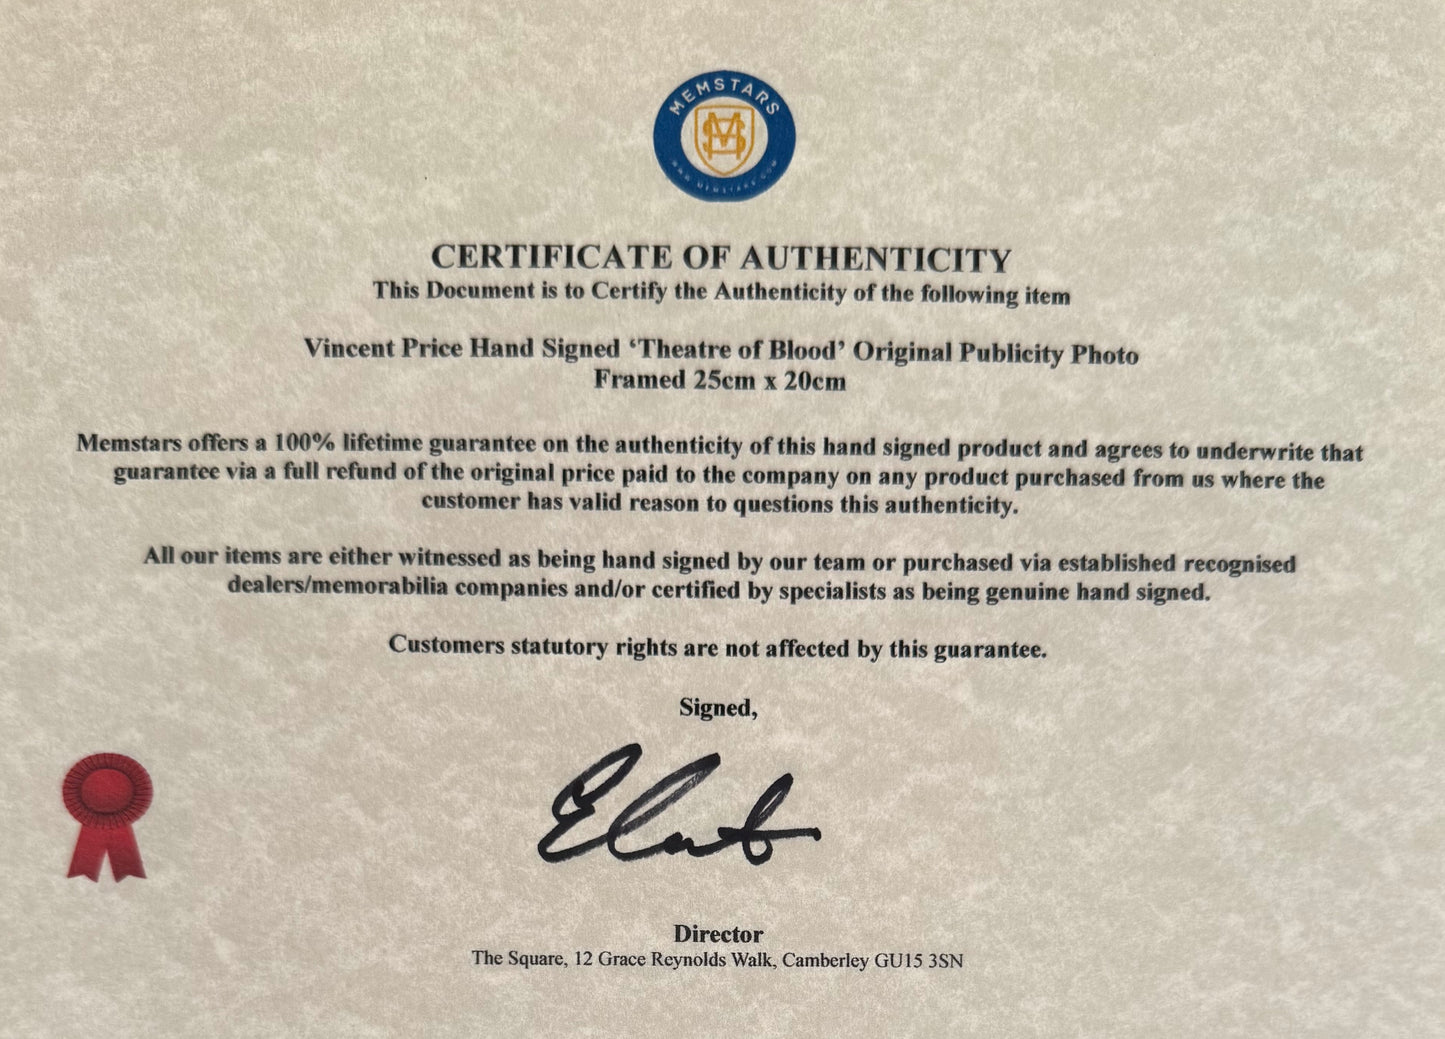 MEMSTARS
MS
WWW.MEMSTARS.COM
CERTIFICATE OF AUTHENTICITY
This Document is to Certify the Authenticity of the following item
Vincent Price Hand Signed ‘Theatre of Blood’ Original Publicity Photo
Framed 25cm x 20cm
Memstars offers a 100% lifetime guarantee on the authenticity of this hand signed product and agrees to underwrite that
guarantee via a full refund of the original price paid to the company on any product purchased from us where the
customer has valid reason to questions this authenticity.
All our items are either witnessed as being hand signed by our team or purchased via established recognised
dealers/memorabilia companies and/or certified by specialists as being genuine hand signed.
Customers statutory rights are not affected by this guarantee.
Signed,
Director
The Square, 12 Grace Reynolds Walk, Camberley GU15 3SN